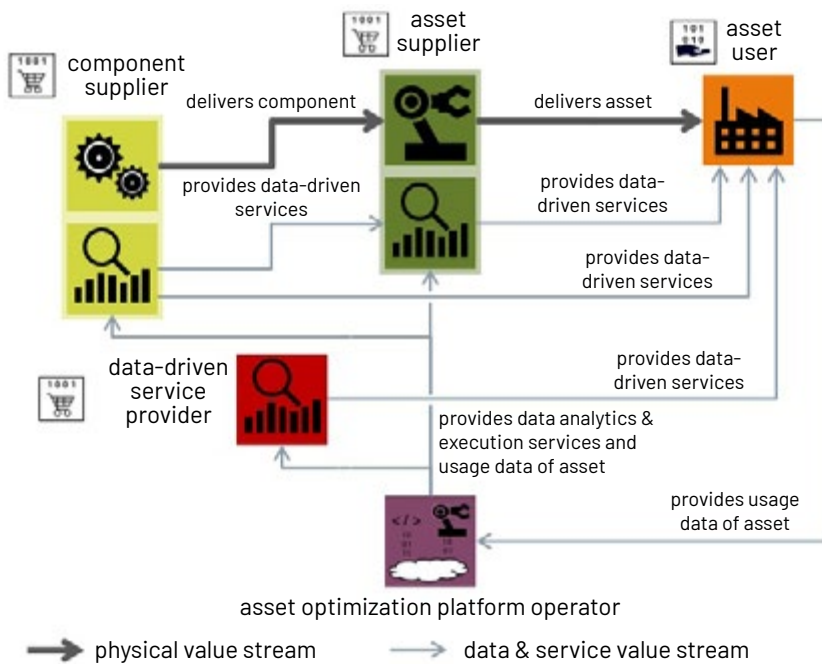 1001
asset
supplier
101
010
asset
user
1001
component
supplier
delivers component
delivers asset
provides data-driven
services
provides data-
driven services
provides data-
driven services
1001
data-driven
service
provider
provides data-
driven services
provides data analytics &
execution services and
usage data of asset
</>
provides usage
data of asset
asset optimization platform operator
physical value stream
data & service value stream